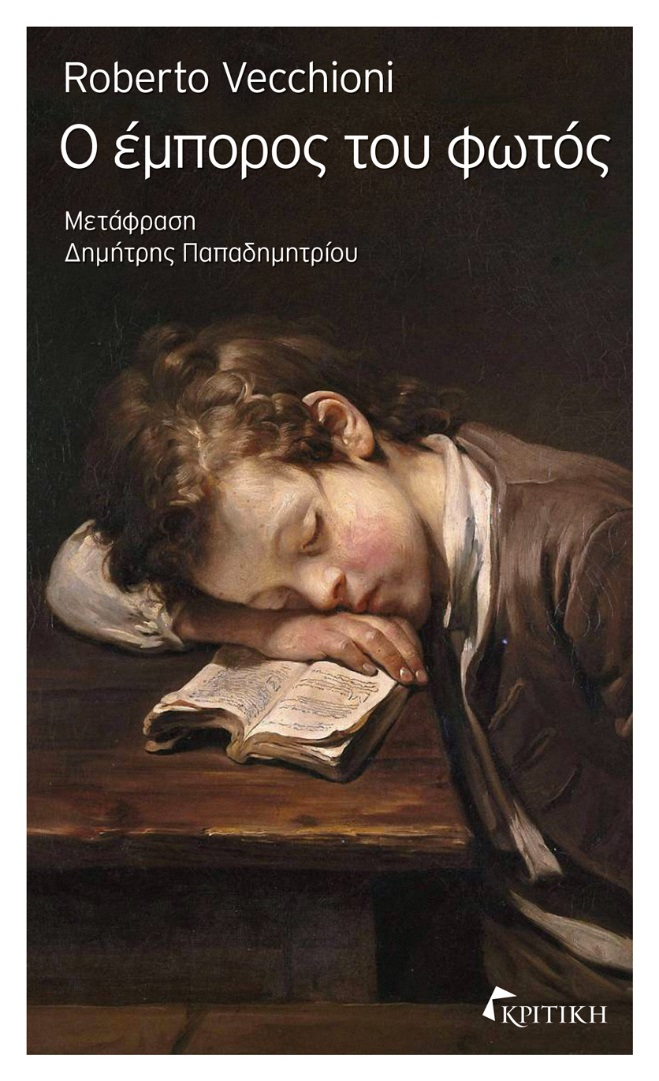 Roberto Vecchioni
Ο έμπορος του φωτός
Μετάφραση
Δημήτρης Παπαδημητρίου
ΚΡΙΤΙΚΗ